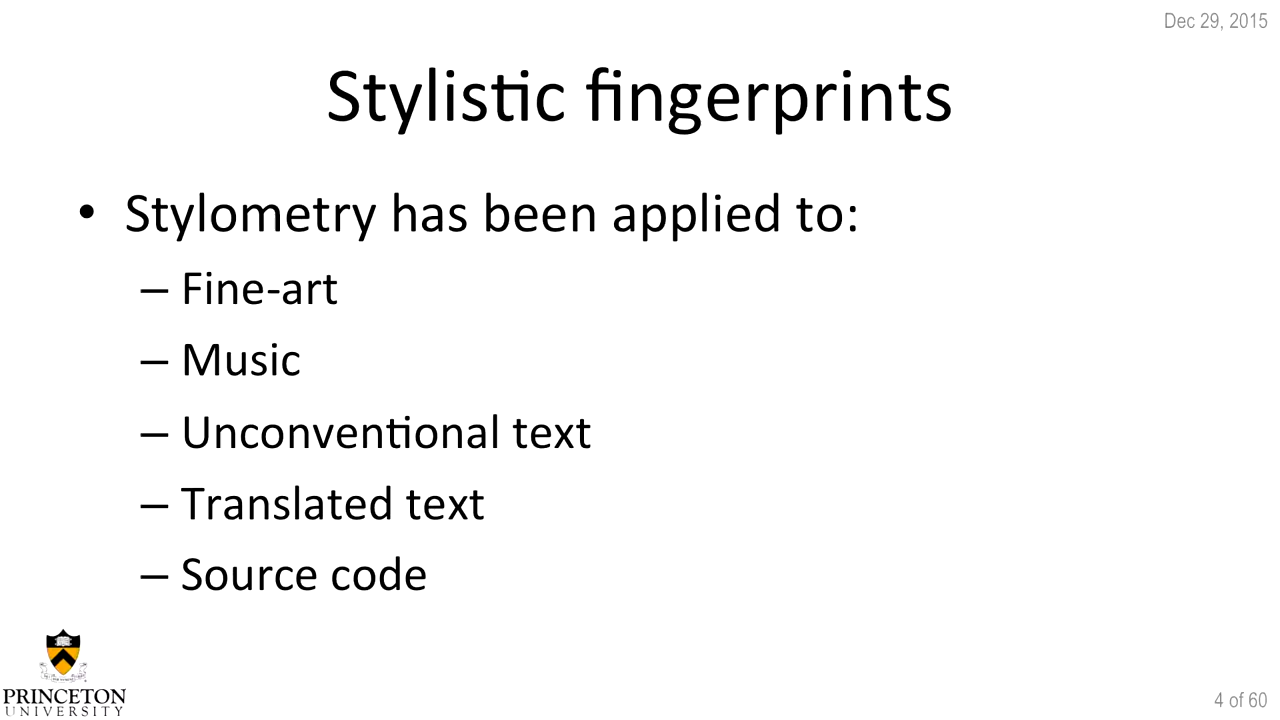 Dec 29, 2015
Stylistic fingerprints
• Stylometry has been applied to:
– Fine-art
– Music
– Unconventional text
– Translated text
– Source code
PRINCETON
UNIVERSITY
4 of 60